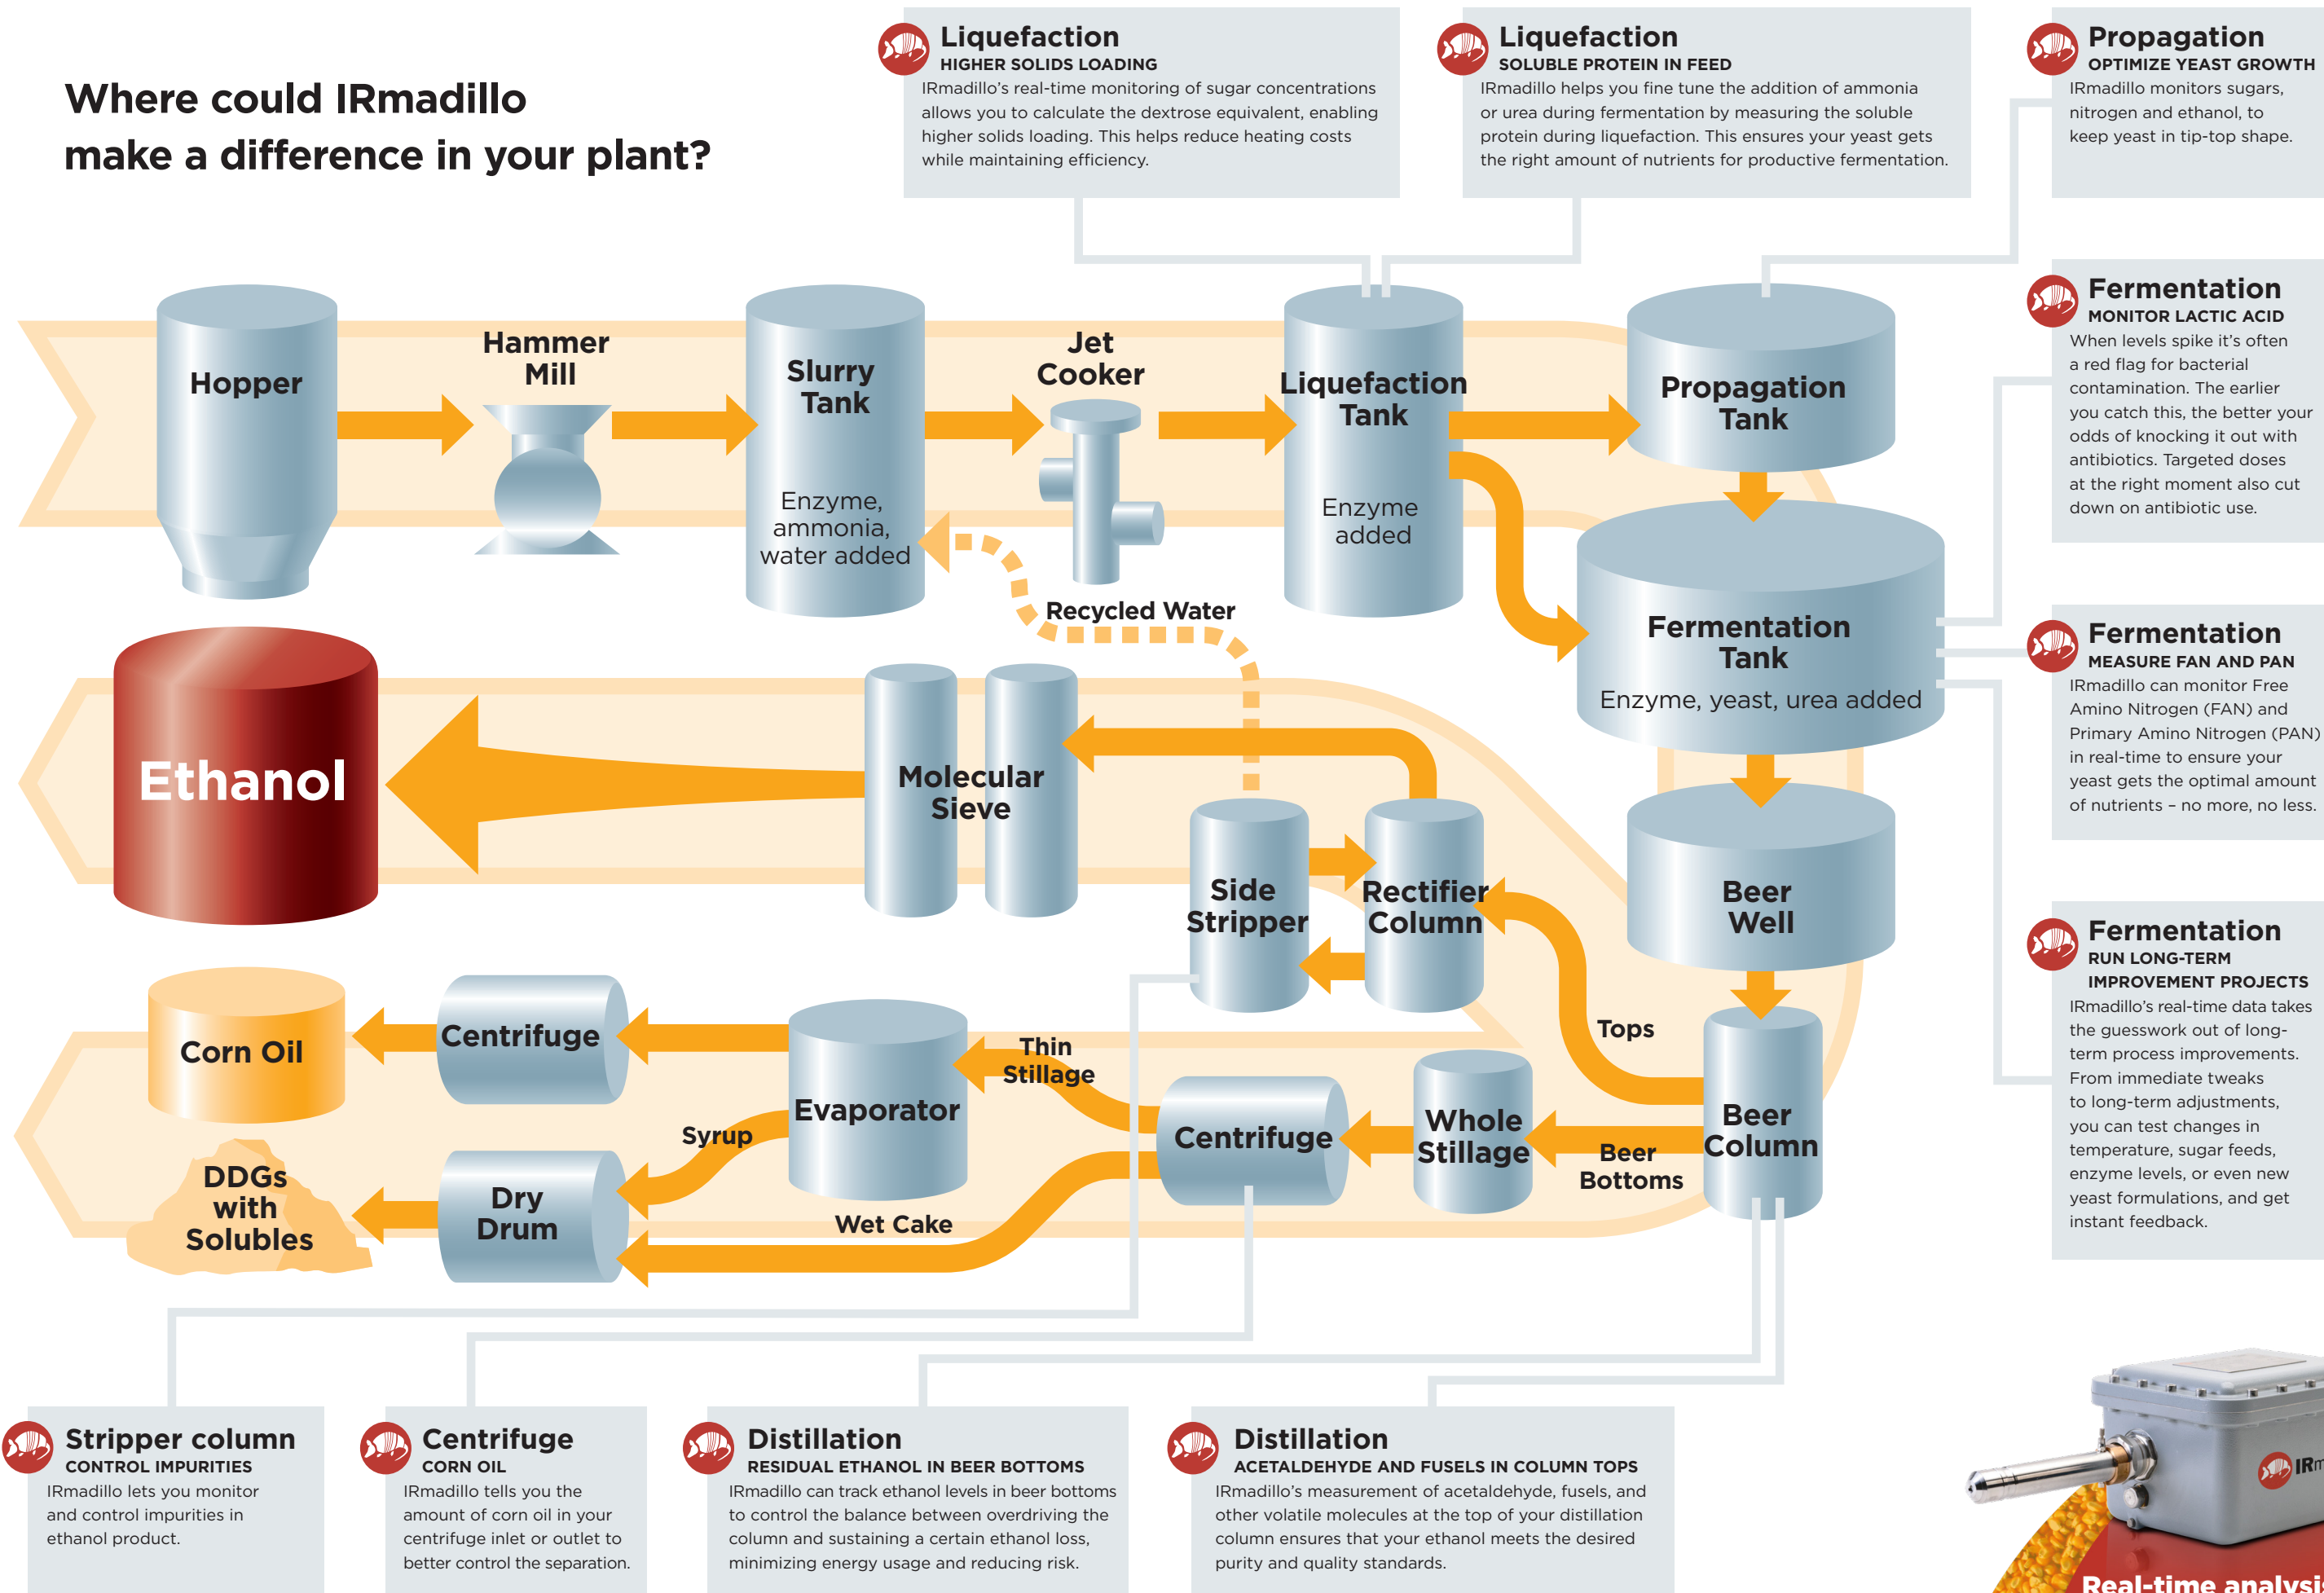 Where could IRmadillo
make a difference in your plant?
Liquefaction
HIGHER SOLIDS LOADING
IRmadillo's real-time monitoring of sugar concentrations
allows you to calculate the dextrose equivalent, enabling
higher solids loading. This helps reduce heating costs
while maintaining efficiency.
Liquefaction
SOLUBLE PROTEIN IN FEED
IRmadillo helps you fine tune the addition of ammonia
or urea during fermentation by measuring the soluble
protein during liquefaction. This ensures your yeast gets
the right amount of nutrients for productive fermentation.
Propagation
OPTIMIZE YEAST GROWTH
IRmadillo monitors sugars,
nitrogen and ethanol, to
keep yeast in tip-top shape.
Hopper
Hammer
Mill
Slurry
Tank
Enzyme,
ammonia,
water added
Jet
Cooker
Liquefaction
Tank
Enzyme
added
Propagation
Tank
Fermentation
MONITOR LACTIC ACID
When levels spike it's often
a red flag for bacterial
contamination. The earlier
you catch this, the better your
odds of knocking it out with
antibiotics. Targeted doses
at the right moment also cut
down on antibiotic use.
Recycled Water
Fermentation
Tank
Enzyme, yeast, urea added
Fermentation
MEASURE FAN AND PAN
IRmadillo can monitor Free
Amino Nitrogen (FAN) and
Primary Amino Nitrogen (PAN)
in real-time to ensure your
yeast gets the optimal amount
of nutrients – no more, no less.
Ethanol
Molecular
Sieve
Side
Stripper
Rectifier
Column
Beer
Well
Fermentation
RUN LONG-TERM
IMPROVEMENT PROJECTS
IRmadillo's real-time data takes
the guesswork out of long-
term process improvements.
From immediate tweaks
to long-term adjustments,
you can test changes in
temperature, sugar feeds,
enzyme levels, or even new
yeast formulations, and get
instant feedback.
Corn Oil
Centrifuge
Evaporator
Thin
Stillage
Tops
Centrifuge
Whole
Stillage
Beer
Bottoms
Beer
Column
Syrup
DDGs
with
Solubles
Dry
Drum
Wet Cake
Stripper column
CONTROL IMPURITIES
IRmadillo lets you monitor
and control impurities in
ethanol product.
Centrifuge
CORN OIL
IRmadillo tells you the
amount of corn oil in your
centrifuge inlet or outlet to
better control the separation.
Distillation
RESIDUAL ETHANOL IN BEER BOTTOMS
IRmadillo can track ethanol levels in beer bottoms
to control the balance between overdriving the
column and sustaining a certain ethanol loss,
minimizing energy usage and reducing risk.
Distillation
ACETALDEHYDE AND FUSELS IN COLUMN TOPS
IRmadillo's measurement of acetaldehyde, fusels, and
other volatile molecules at the top of your distillation
column ensures that your ethanol meets the desired
purity and quality standards.
Real-time